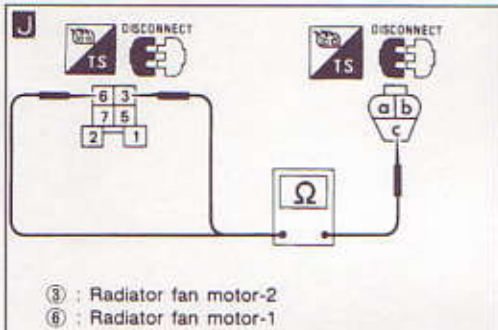 J
DISCONNECT
DISCONNECT
TS
TS
6 3
7 5
2 1
a b
c
Ω
③ : Radiator fan motor-2
⑥ : Radiator fan motor-1